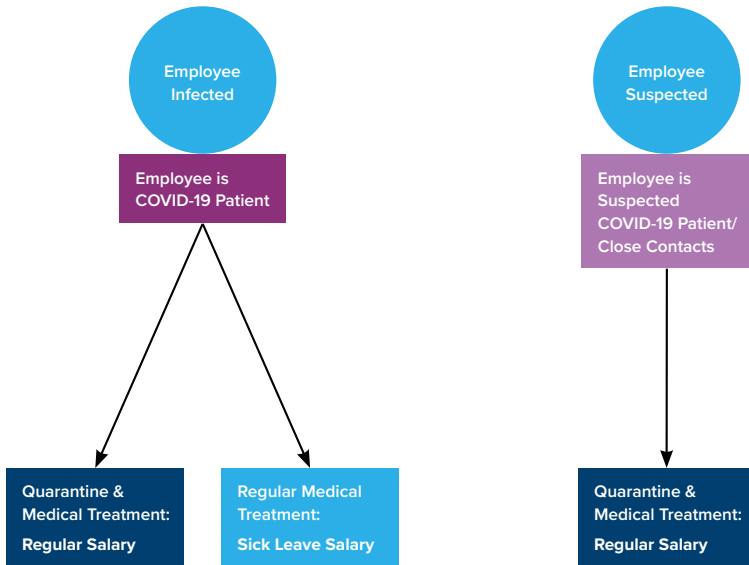 Employee
Infected
Employee
Suspected
Employee is
COVID-19 Patient
Employee is
Suspected
COVID-19 Patient/
Close Contacts
Quarantine &
Medical Treatment:
Regular Salary
Regular Medical
Treatment:
Sick Leave Salary
Quarantine &
Medical Treatment:
Regular Salary